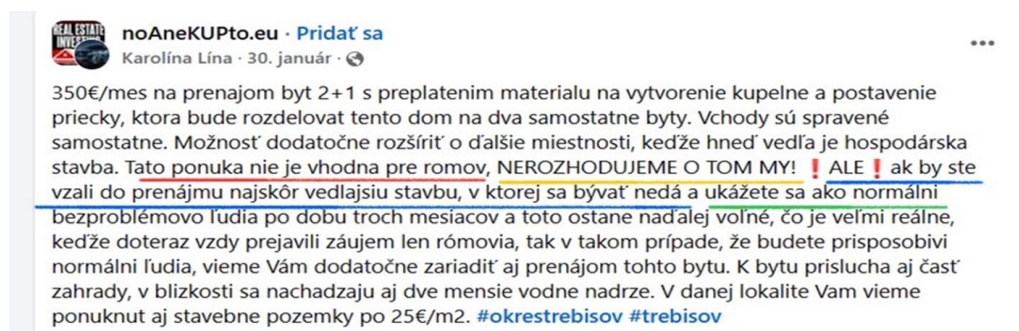 REAL ESTATE
INVESTING
noAneKUPto.eu · Pridať sa
Karolína Lína · 30. január ·
350€/mes na prenajom byt 2+1 s preplatenim materialu na vytvorenie kupelne a postavenie
priecky, ktora bude rozdelovat tento dom na dva samostatne byty. Vchody sú spravené
samostatne. Možnosť dodatočne rozšíriť o ďalšie miestnosti, kedže hneď vedľa je hospodárska
stavba. Tato ponuka nie je vhodna pre romov, NEROZHODUJEME O TOM MY! ❗ALE❗ak by ste
vzali do prenájmu najskôr vedlajsiu stavbu, v ktorej sa bývať nedá a ukážete sa ako normálni
bezproblémovo ľudia po dobu troch mesiacov a toto ostane naďalej voľné, čo je veľmi reálne,
keďže doteraz vzdy prejavili záujem len rómovia, tak v takom prípade, že budete prisposobivi
normálni ľudia, vieme Vám dodatočne zariadiť aj prenájom tohto bytu. K bytu prislucha aj časť
zahrady, v blizkosti sa nachadzaju aj dve mensie vodne nadrze. V danej lokalite Vam vieme
ponuknut aj stavebne pozemky po 25€/m2. #okrestrebisov #trebisov